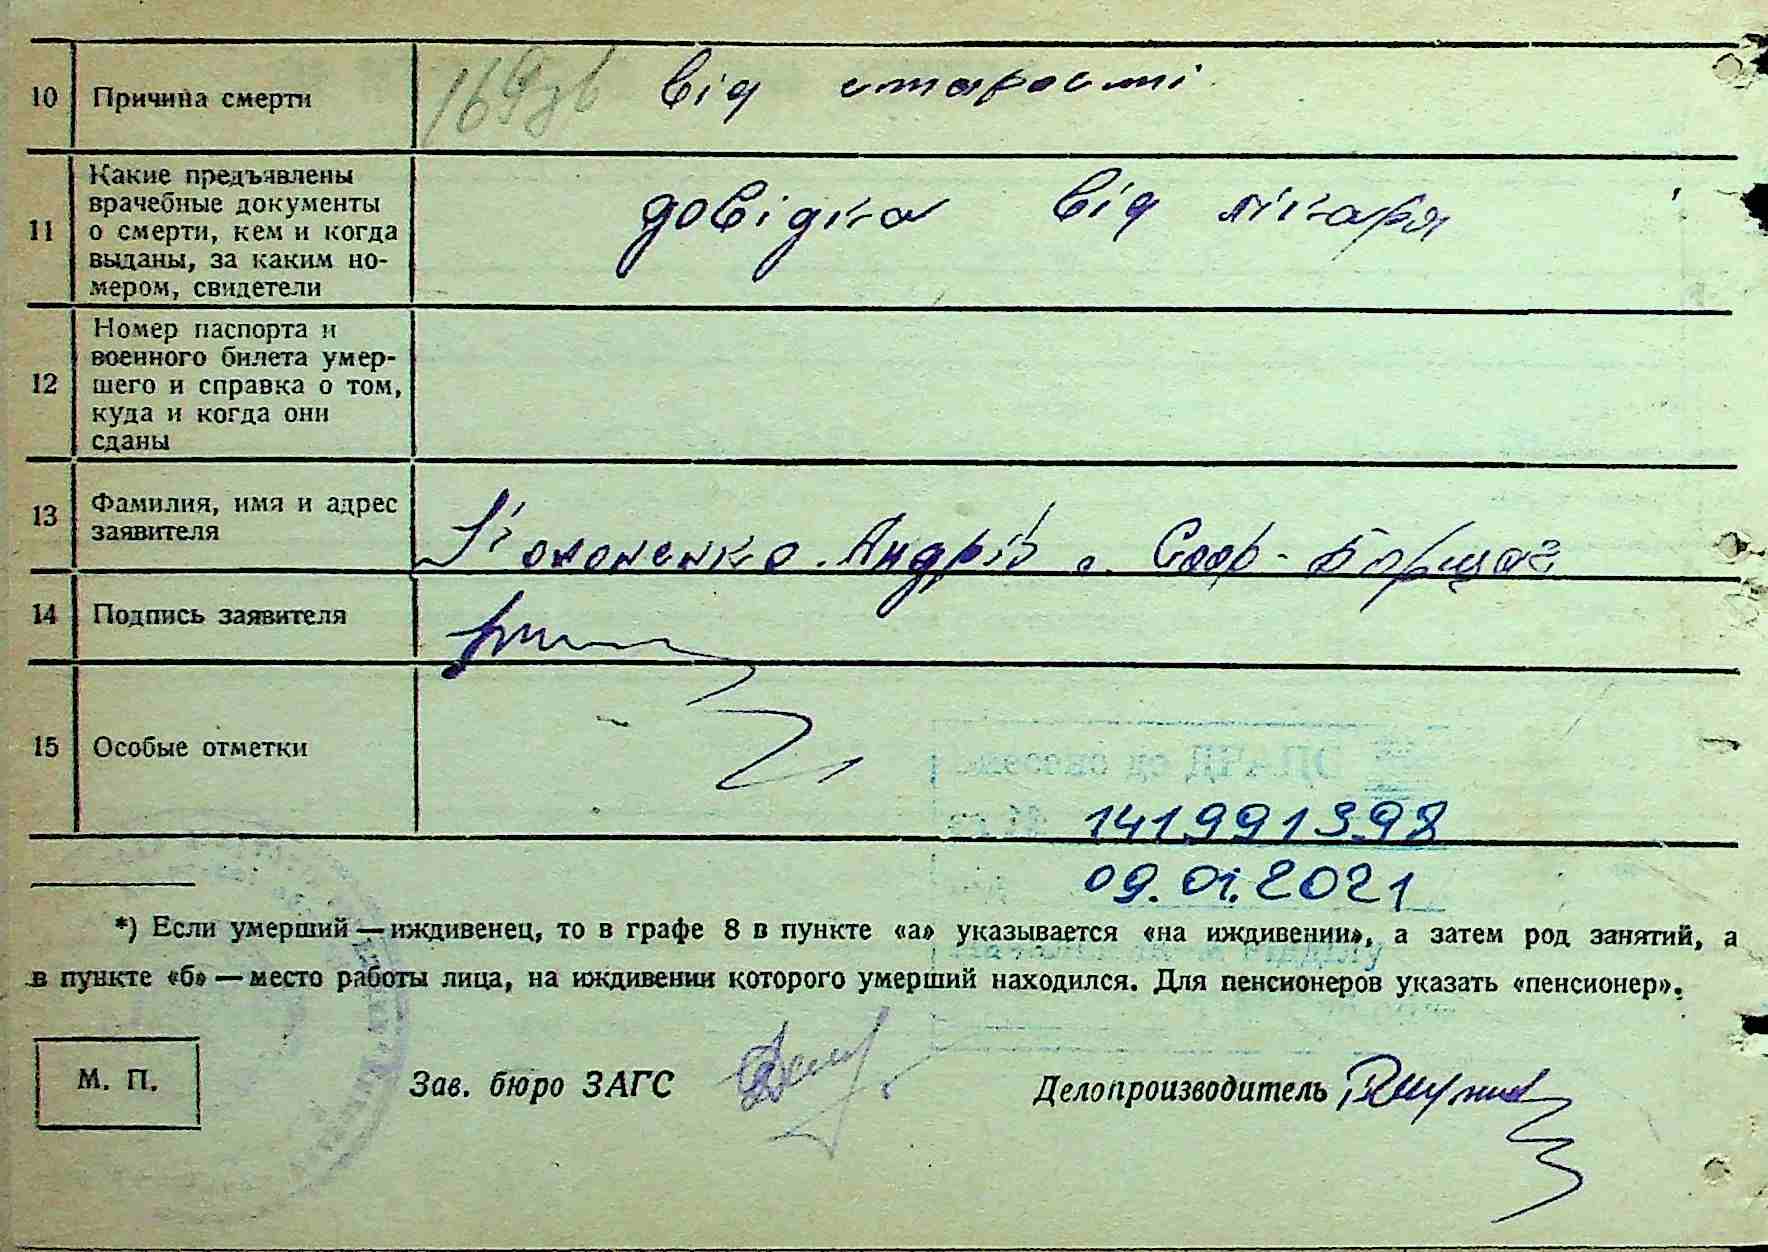 10 Причина смерти від старости
11 Какие предъявлены
врачебные документы
о смерти, кем и когда
выданы, за каким но-
мером, свидетели
довідка від лікаря
12 Номер паспорта и
военного билета умер-
шего и справка о том,
куда и когда они
сданы
13 Фамилия, имя и адрес
заявителя
Андрій с. Соф-Борщаг
14 Подпись заявителя
15 Особые отметки
141991398
09.01.2021
*) Если умерший — иждивенец, то в графе 8 в пункте «а» указывается «на иждивении», а затем род занятий, а
в пункте «б» — место работы лица, на иждивении которого умерший находился. Для пенсионеров указать «пенсионер».
М. П. Зав. бюро ЗАГС Делопроизводитель